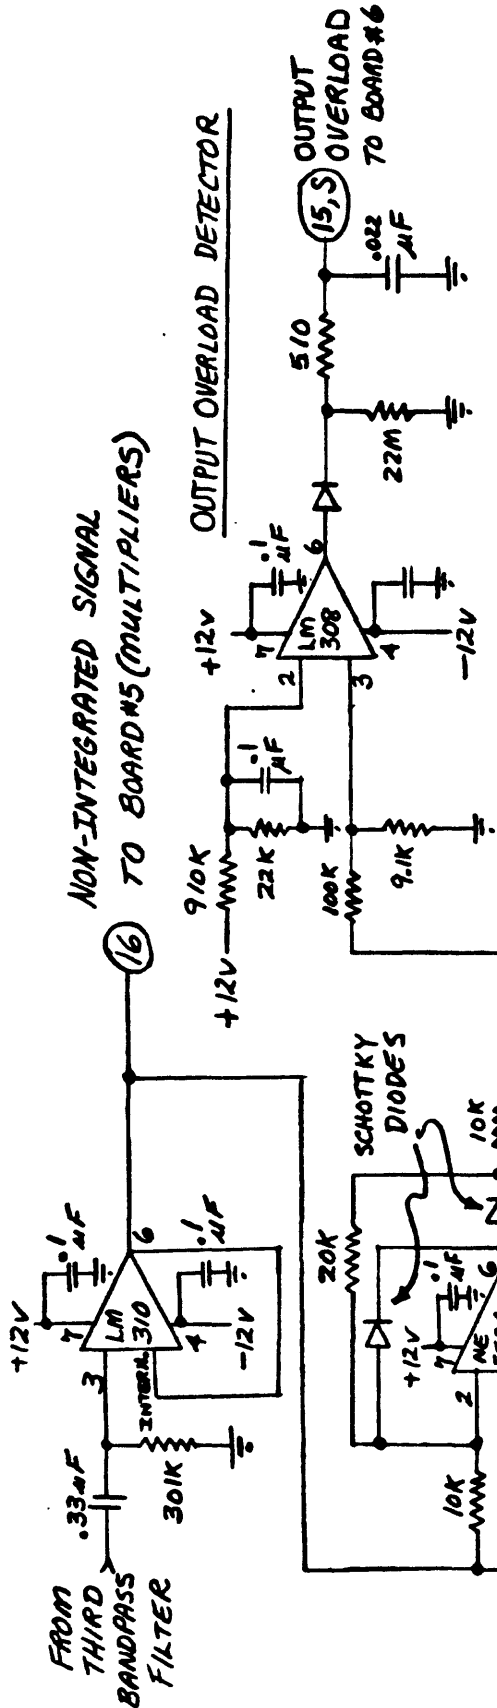 FROM
THIRD
BANDPASS
FILTER
.33µF
301K
+12V
7
.1
µF
3
LM
310
INTERN.
6
4
.1
µF
-12V
16
NON-INTEGRATED SIGNAL
TO BOARD #5 (MULTIPLIERS)
OUTPUT OVERLOAD DETECTOR
+12V
910K
22K
.1
µF
100K
9.1K
+12V
7
.1
µF
2
LM
308
3
6
4
-12V
22M
510
.022
µF
15,S
OUTPUT
OVERLOAD
TO BOARD #6
10K
20K
+12V
7
.1
µF
2
NE
6
SCHOTTKY
DIODES
10K